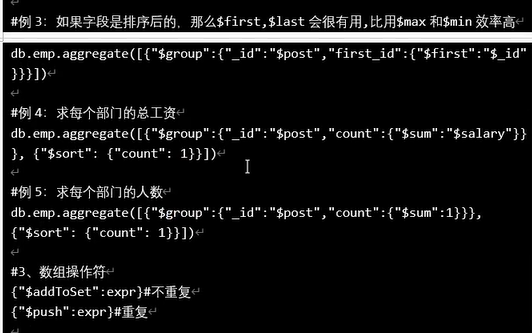 #例 3: 如果字段是排序后的, 那么$first,$last 会很有用,比用$max 和$min 效率高
db.emp.aggregate([{"$group":{"_id":"$post","first_id":{"$first":"$_id"
}}}])
#例 4: 求每个部门的总工资
db.emp.aggregate([{"$group":{"_id":"$post","count":{"$sum":"$salary"}}
}, {"$sort": {"count": 1}}])
#例 5: 求每个部门的人数
db.emp.aggregate([{"$group":{"_id":"$post","count":{"$sum":1}}},
{"$sort": {"count": 1}}])
#3、数组操作符
{"$addToSet":expr}#不重复
{"$push":expr}#重复